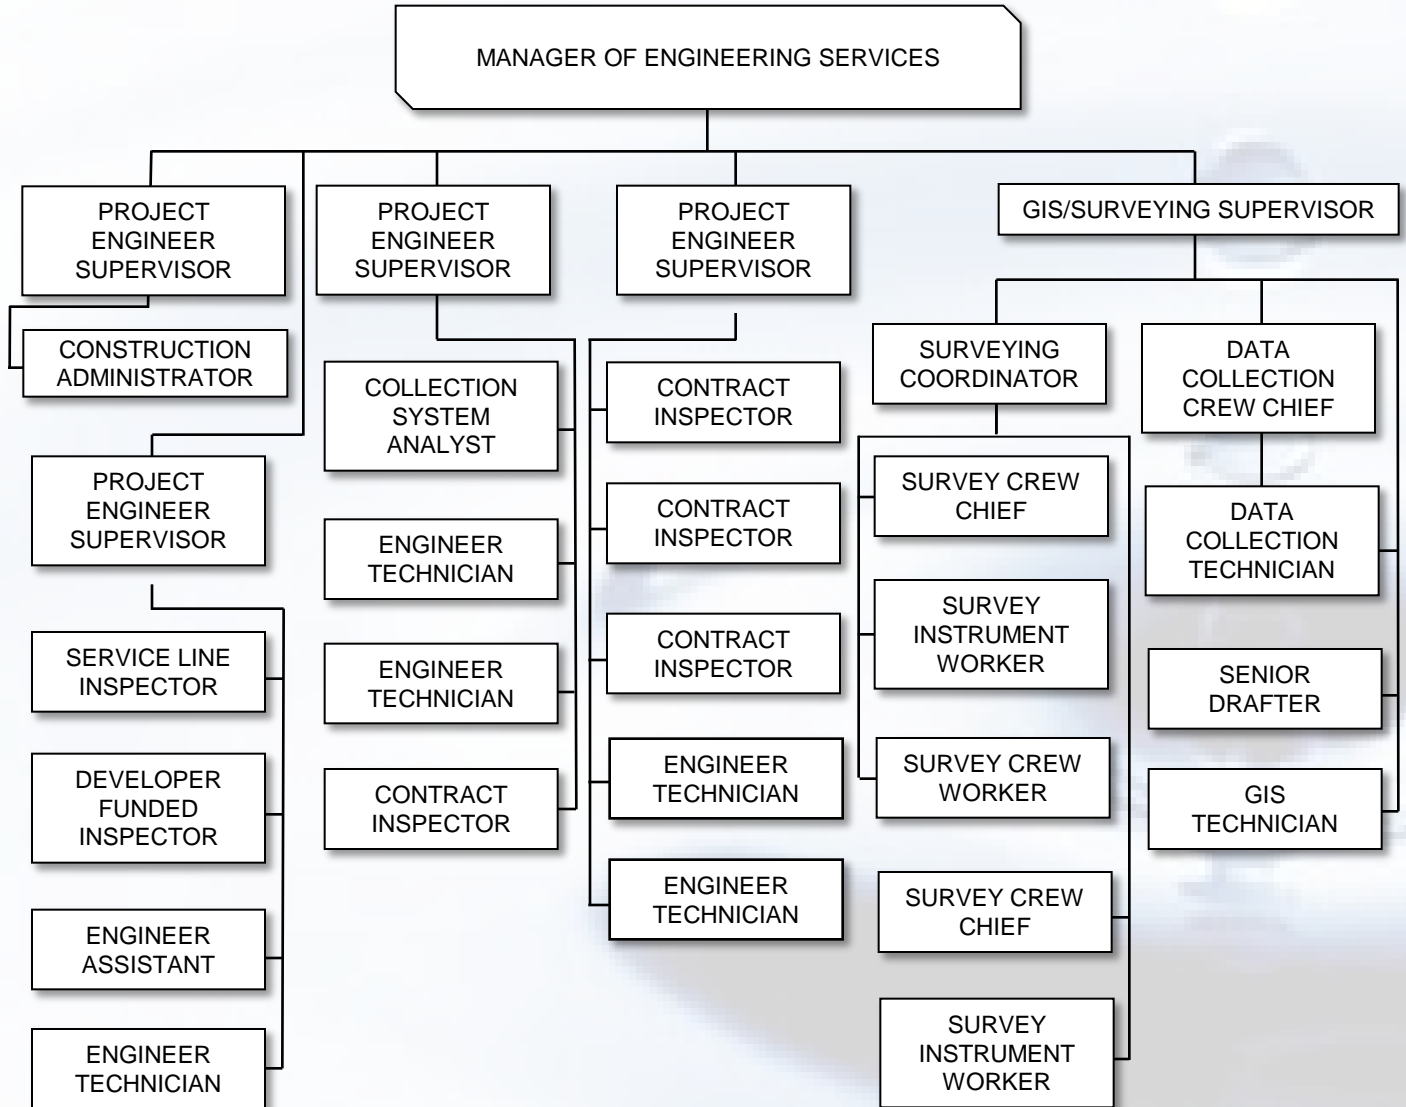 MANAGER OF ENGINEERING SERVICES
PROJECT
ENGINEER
SUPERVISOR
CONSTRUCTION
ADMINISTRATOR
PROJECT
ENGINEER
SUPERVISOR
SERVICE LINE
INSPECTOR
DEVELOPER
FUNDED
INSPECTOR
ENGINEER
ASSISTANT
ENGINEER
TECHNICIAN
PROJECT
ENGINEER
SUPERVISOR
COLLECTION
SYSTEM
ANALYST
ENGINEER
TECHNICIAN
ENGINEER
TECHNICIAN
CONTRACT
INSPECTOR
PROJECT
ENGINEER
SUPERVISOR
CONTRACT
INSPECTOR
CONTRACT
INSPECTOR
CONTRACT
INSPECTOR
ENGINEER
TECHNICIAN
ENGINEER
TECHNICIAN
GIS/SURVEYING SUPERVISOR
SURVEYING
COORDINATOR
SURVEY CREW
CHIEF
SURVEY
INSTRUMENT
WORKER
SURVEY CREW
WORKER
SURVEY CREW
CHIEF
SURVEY
INSTRUMENT
WORKER
DATA
COLLECTION
CREW CHIEF
DATA
COLLECTION
TECHNICIAN
SENIOR
DRAFTER
GIS
TECHNICIAN